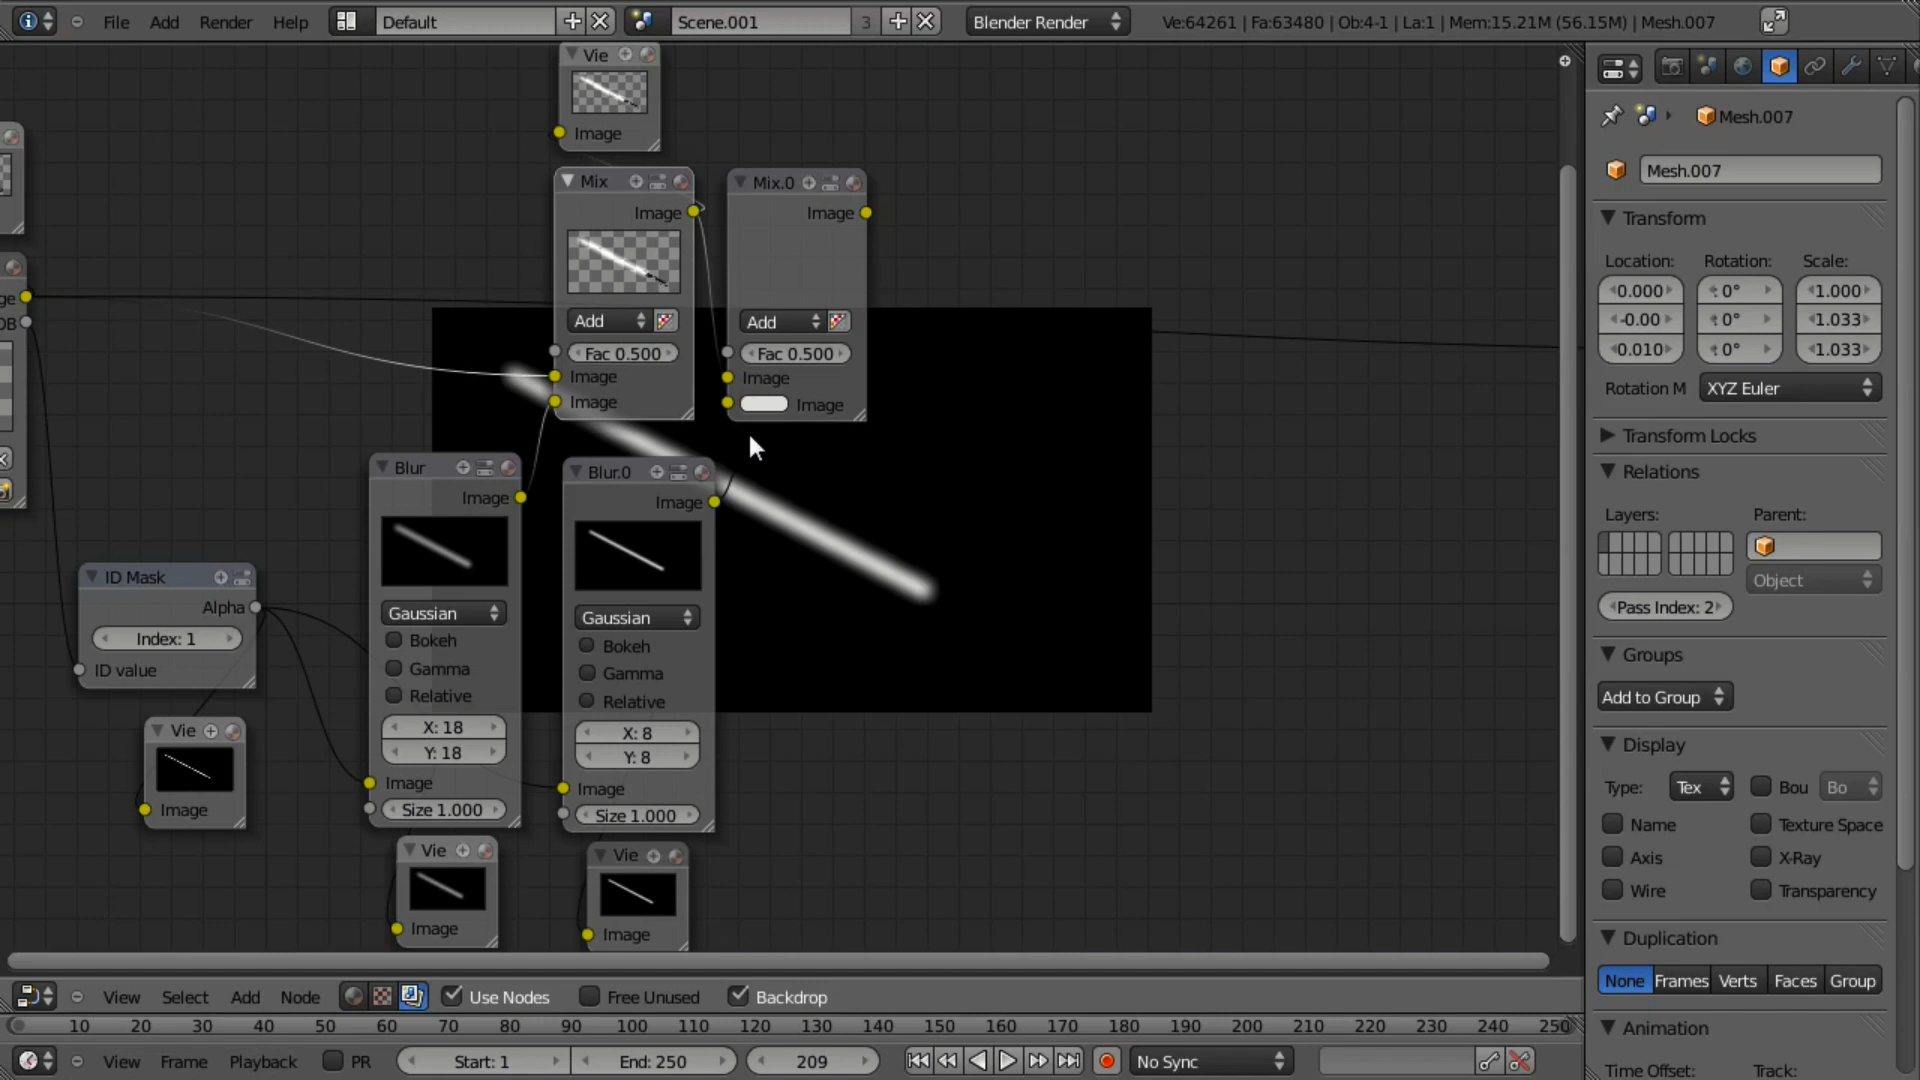 File Add Render Help Default Scene.001 3 Blender Render Ve:64261 | Fa:63480 | Ob:4-1 | La:1 | Mem:15.21M (56.15M) | Mesh.007
Vie
Image
Mix
Image
Add
Fac 0.500
Image
Image
Mix.0
Image
Add
Fac 0.500
Image
Image
ge
OB
Blur
Image
Gaussian
Bokeh
Gamma
Relative
X: 18
Y: 18
Image
Size 1.000
Blur.0
Image
Gaussian
Bokeh
Gamma
Relative
X: 8
Y: 8
Image
Size 1.000
ID Mask
Alpha
Index: 1
ID value
Vie
Image
Vie
Image
Vie
Image
Mesh.007
Mesh.007
Transform
Location: Rotation: Scale:
0.000 0° 1.000
-0.00 0° 1.033
0.010 0° 1.033
Rotation M XYZ Euler
Transform Locks
Relations
Layers: Parent:
Object
Pass Index: 2
Groups
Add to Group
Display
Type: Tex Bou Bo
Name Texture Space
Axis X-Ray
Wire Transparency
Duplication
None Frames Verts Faces Group
Animation
Time Offset: Track:
View Select Add Node Use Nodes Free Unused Backdrop
10 20 30 40 50 60 70 80 90 100 110 120 130 140 150 160 170 180 190 200 210 220 230 240 250
View Frame Playback PR Start: 1 End: 250 209 No Sync